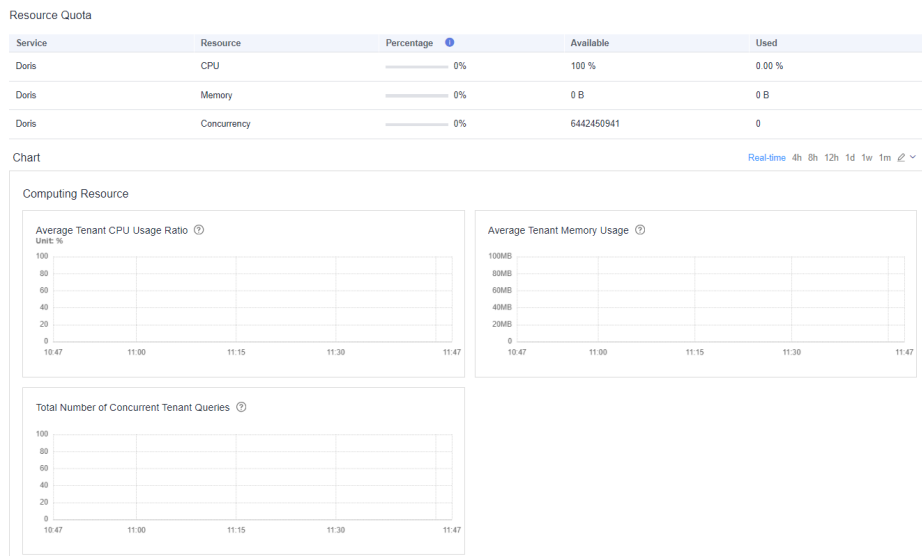 Resource Quota
Service Resource Percentage Available Used
Doris CPU 0% 100 % 0.00 %
Doris Memory 0% 0 B 0 B
Doris Concurrency 0% 6442450941 0
Chart Real-time 4h 8h 12h 1d 1w 1m
Computing Resource
Average Tenant CPU Usage Ratio
Unit: %
100
80
60
40
20
0
10:47 11:00 11:15 11:30 11:47
Average Tenant Memory Usage
100MB
80MB
60MB
40MB
20MB
0
10:47 11:00 11:15 11:30 11:47
Total Number of Concurrent Tenant Queries
100
80
60
40
20
0
10:47 11:00 11:15 11:30 11:47